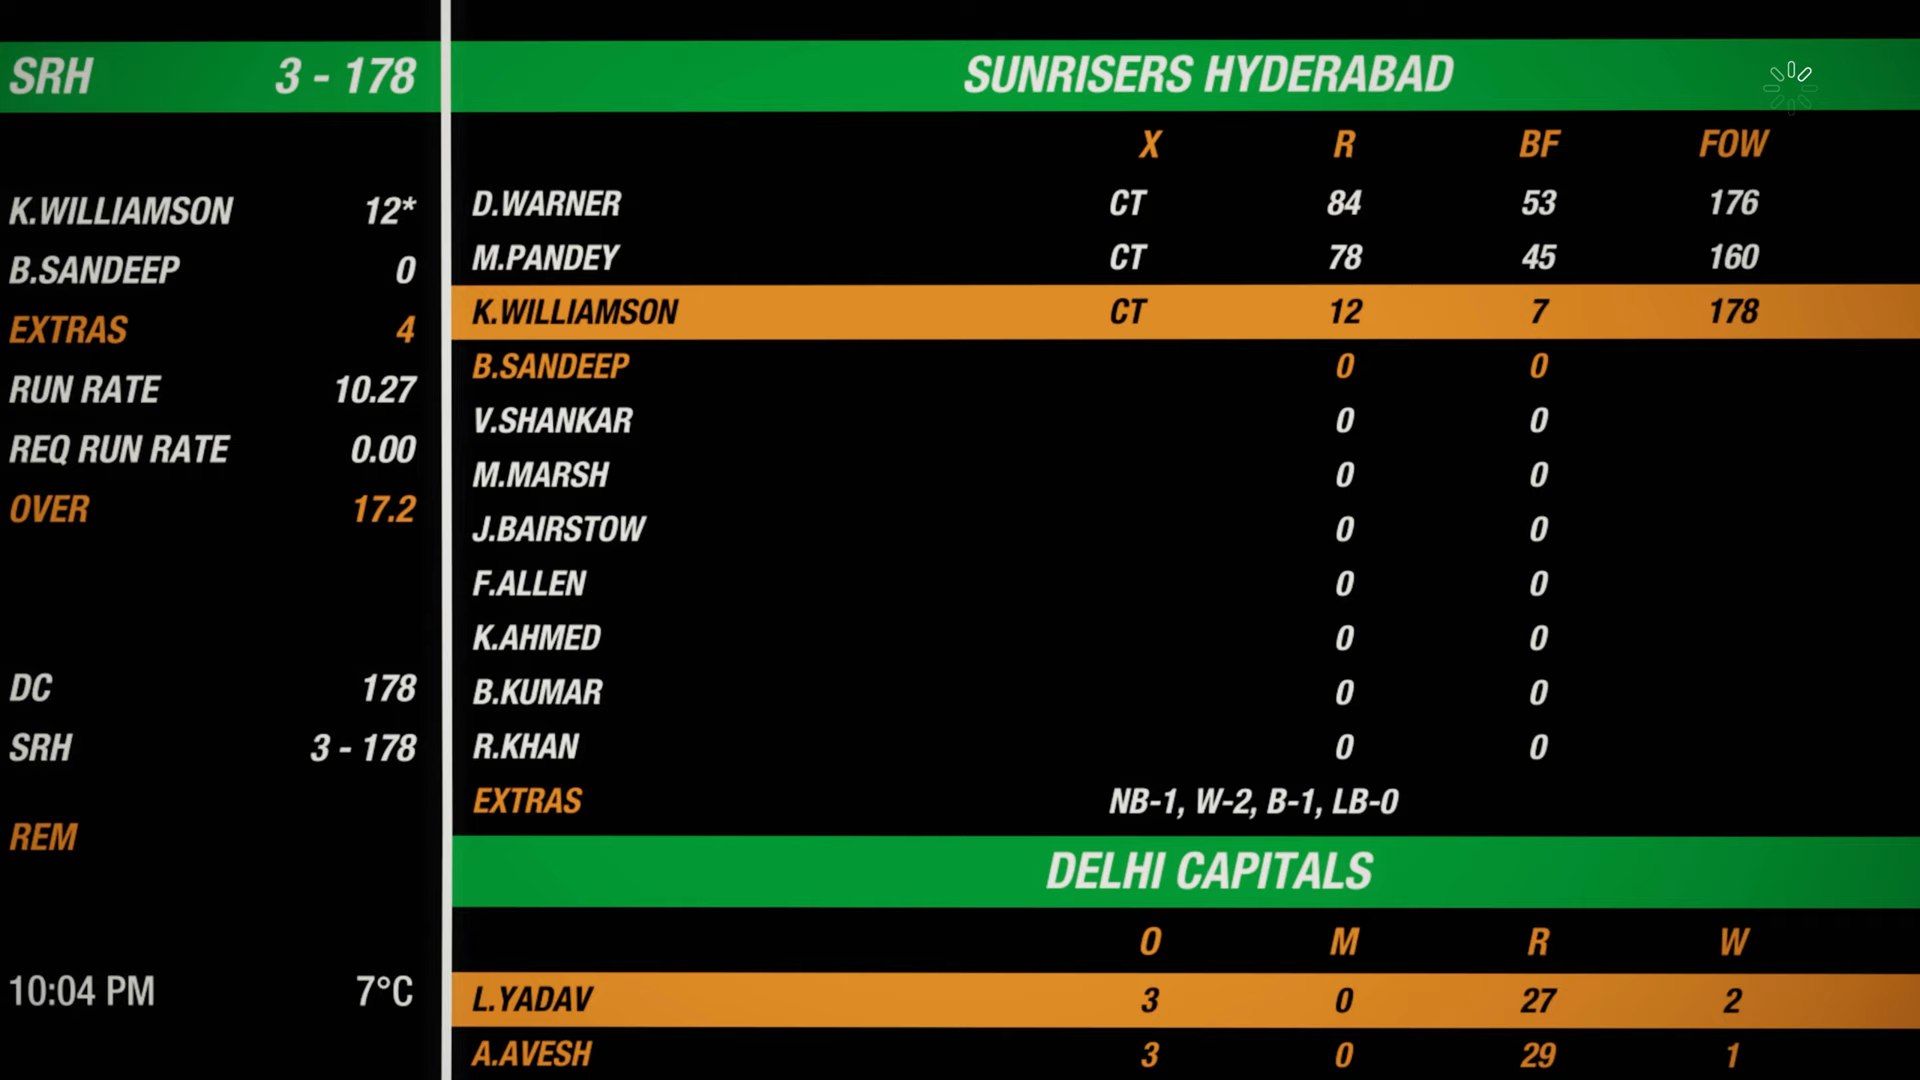 SRH 3 - 178
K.WILLIAMSON 12*
B.SANDEEP 0
EXTRAS 4
RUN RATE 10.27
REQ RUN RATE 0.00
OVER 17.2
DC 178
SRH 3 - 178
REM
10:04 PM 7°C
SUNRISERS HYDERABAD
X R BF FOW
D.WARNER CT 84 53 176
M.PANDEY CT 78 45 160
K.WILLIAMSON CT 12 7 178
B.SANDEEP 0 0
V.SHANKAR 0 0
M.MARSH 0 0
J.BAIRSTOW 0 0
F.ALLEN 0 0
K.AHMED 0 0
B.KUMAR 0 0
R.KHAN 0 0
EXTRAS NB-1, W-2, B-1, LB-0
DELHI CAPITALS
O M R W
L.YADAV 3 0 27 2
A.AVESH 3 0 29 1